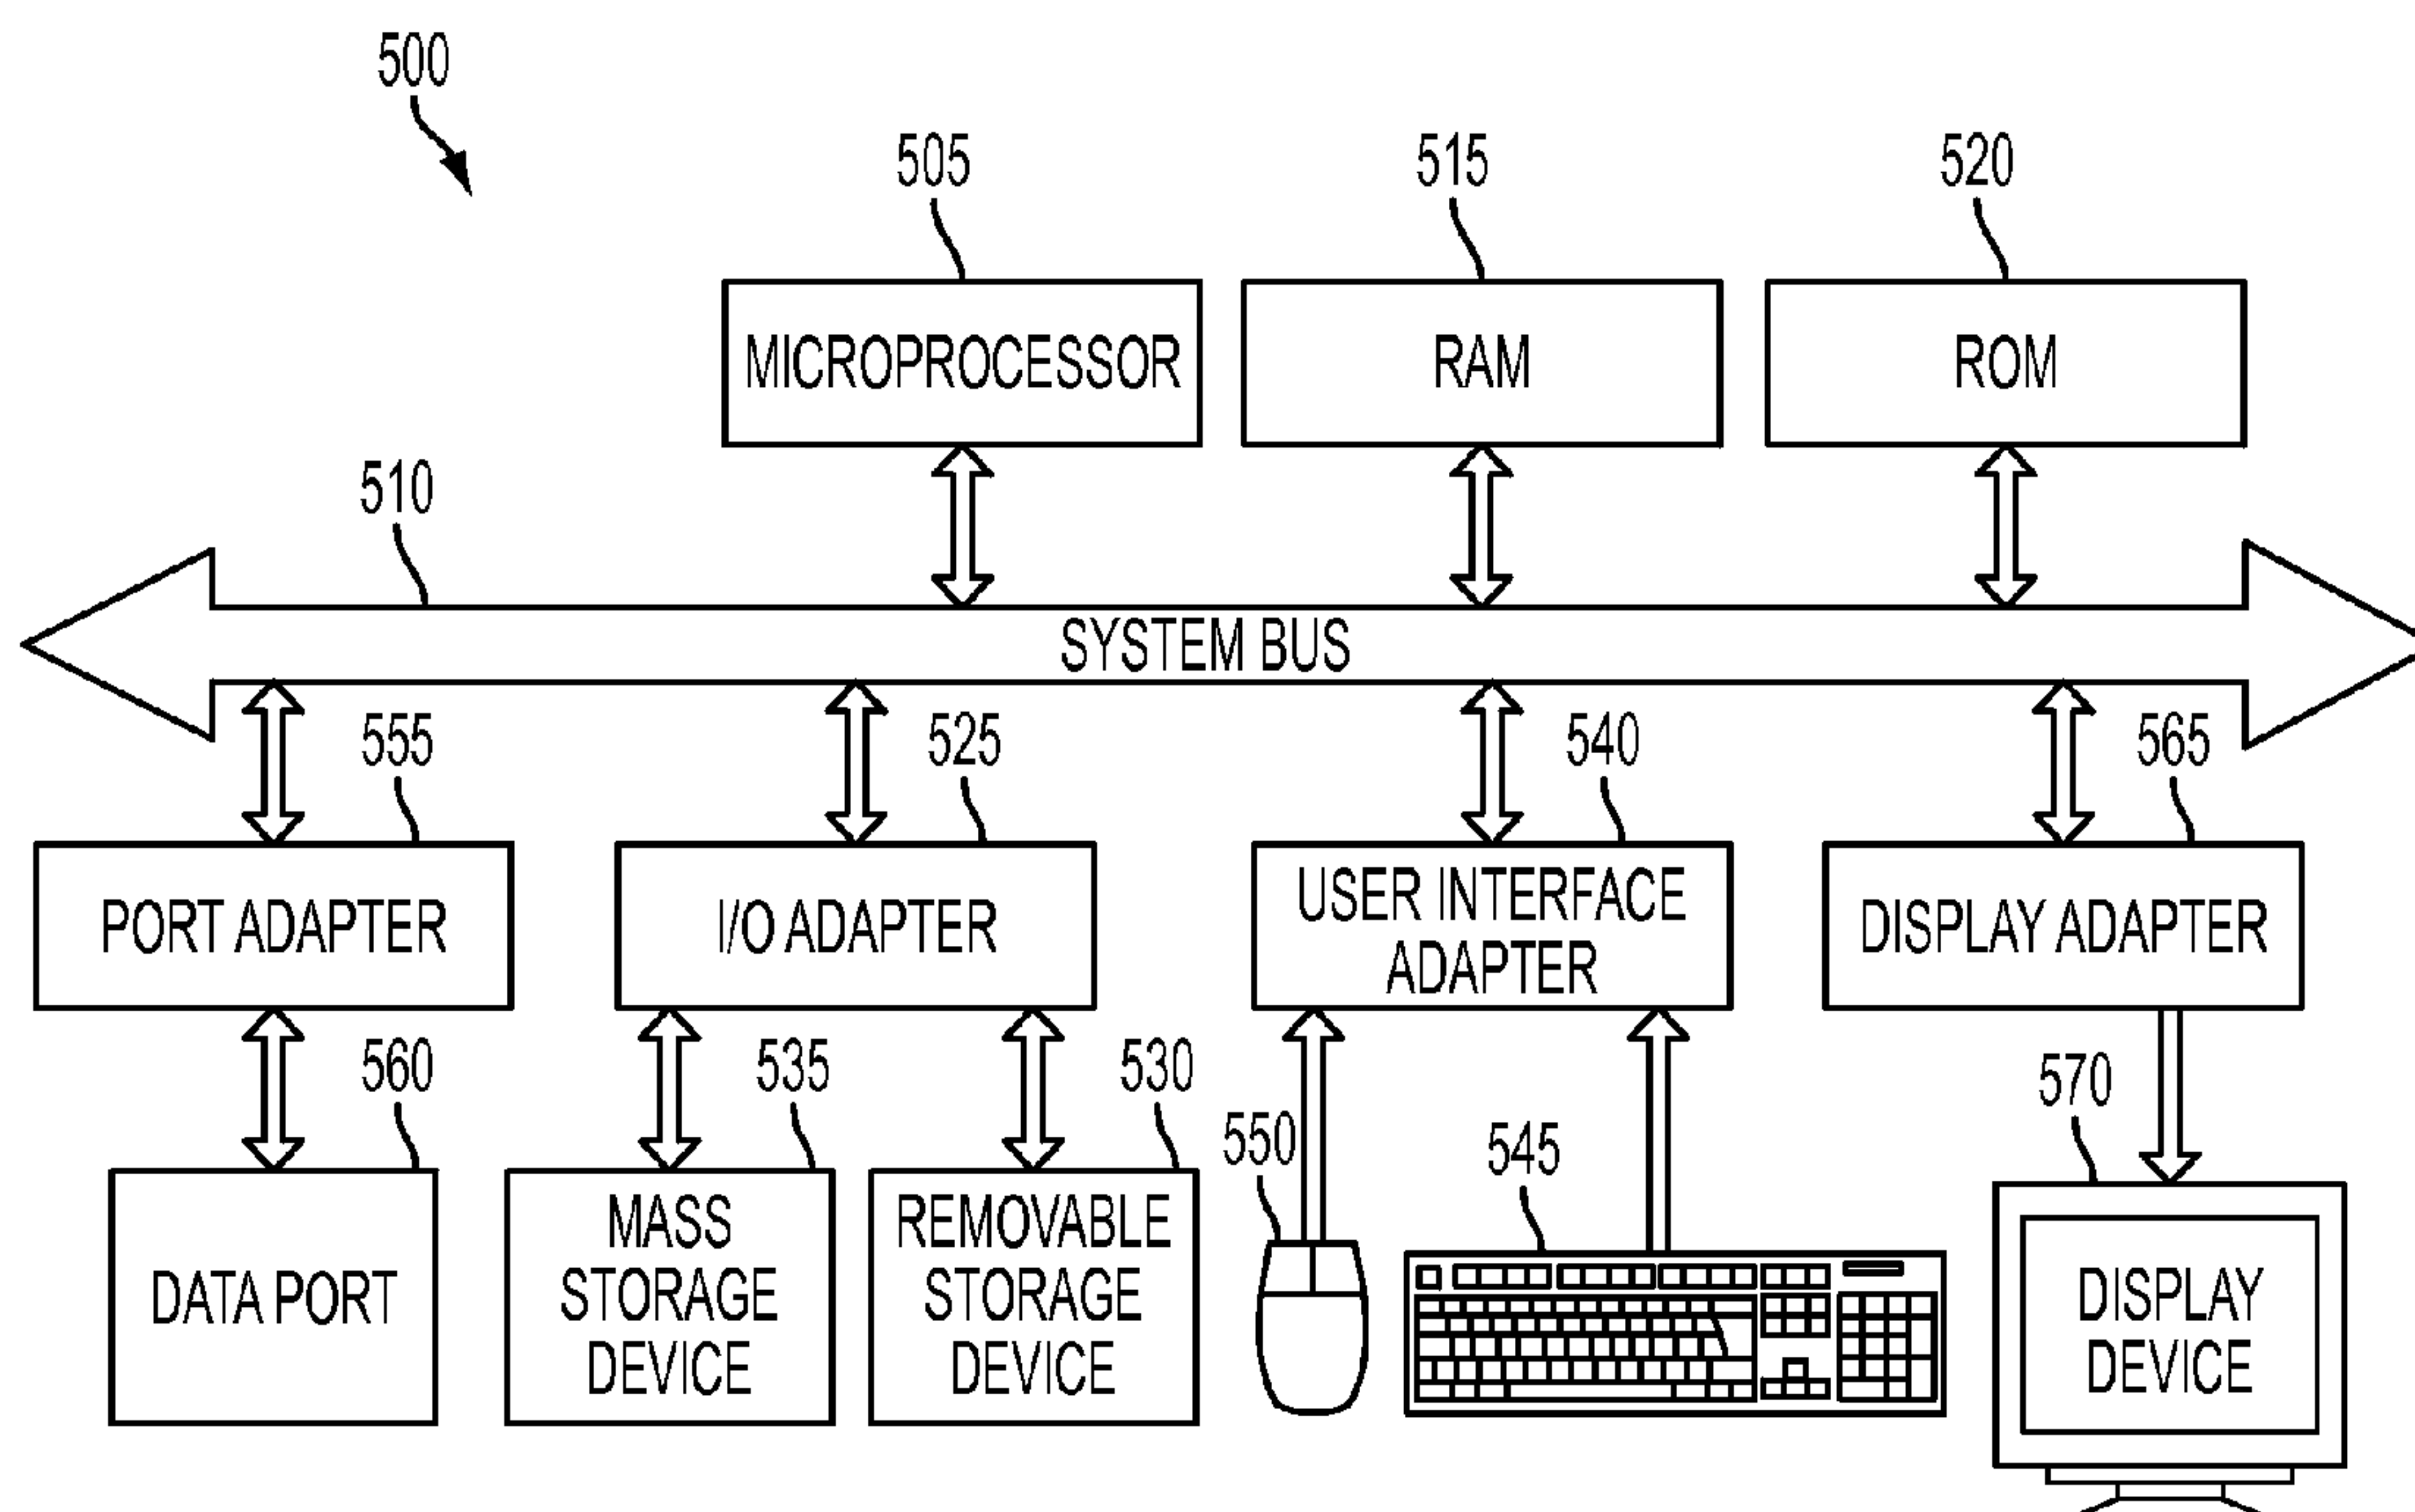 500
505
515
520
MICROPROCESSOR
RAM
ROM
510
SYSTEM BUS
555
525
540
565
PORT ADAPTER
I/O ADAPTER
USER INTERFACE
ADAPTER
DISPLAY ADAPTER
560
535
530
550
545
570
DATA PORT
MASS
STORAGE
DEVICE
REMOVABLE
STORAGE
DEVICE
DISPLAY
DEVICE